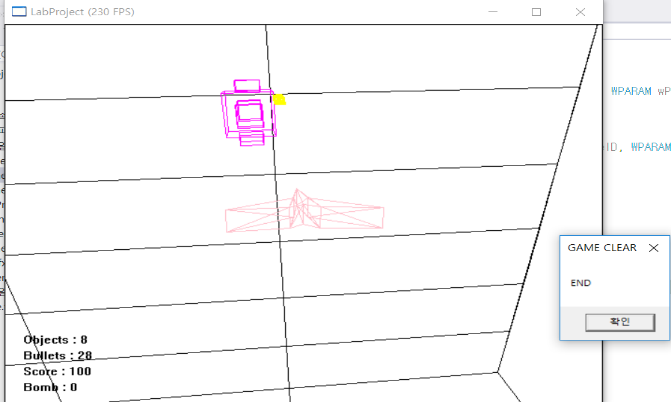 LabProject (230 FPS)
WPARAM wP
ID, WPARAM
GAME CLEAR
END
확인
Objects : 8
Bullets : 28
Score : 100
Bomb : 0